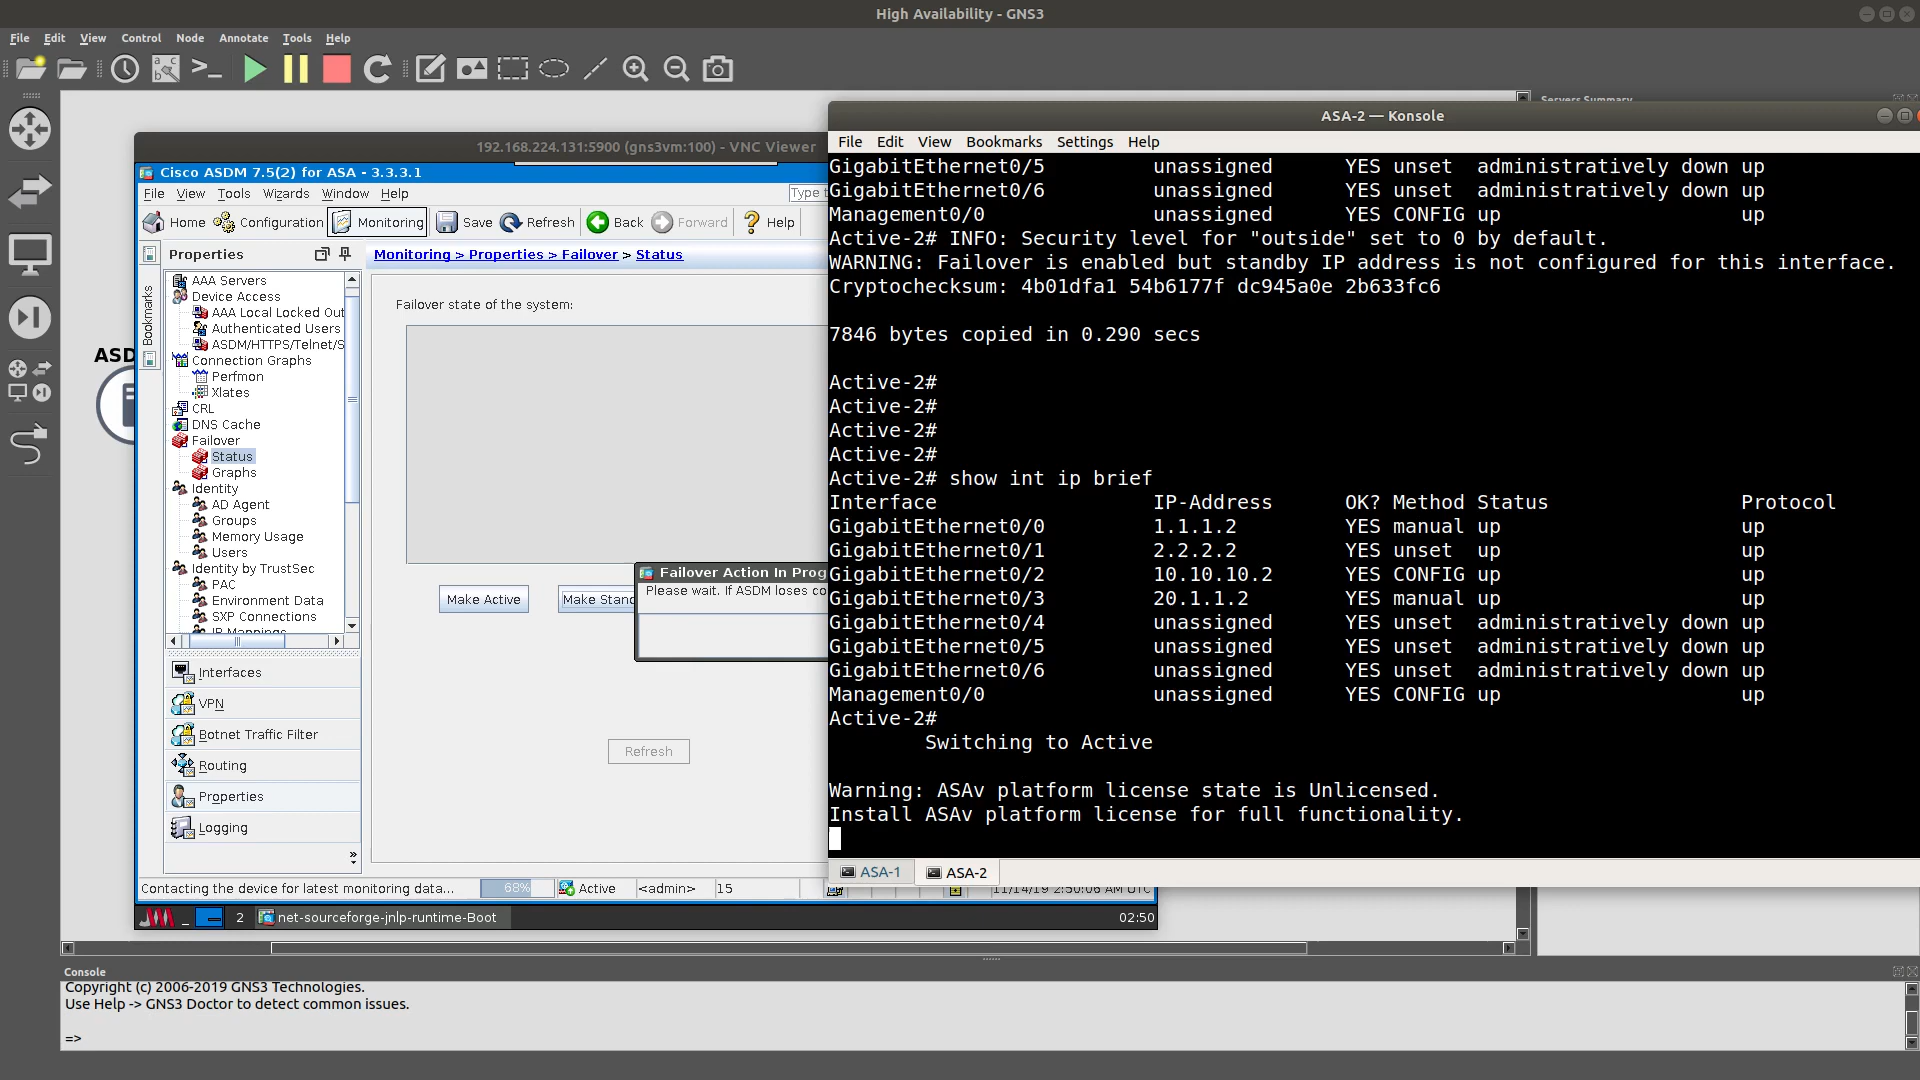 High Availability - GNS3
File Edit View Control Node Annotate Tools Help
Servers Summary
ASD
192.168.224.131:5900 (gns3vm:100) - VNC Viewer
Cisco ASDM 7.5(2) for ASA - 3.3.3.1
File View Tools Wizards Window Help
Type t
Home Configuration Monitoring Save Refresh Back Forward Help
Bookmarks
Properties
Monitoring > Properties > Failover > Status
AAA Servers
Device Access
AAA Local Locked Out
Authenticated Users
ASDM/HTTPS/Telnet/S
Connection Graphs
Perfmon
Xlates
CRL
DNS Cache
Failover
Status
Graphs
Identity
AD Agent
Groups
Memory Usage
Users
Identity by TrustSec
PAC
Environment Data
SXP Connections
IP Mappings
Interfaces
VPN
Botnet Traffic Filter
Routing
Properties
Logging
Failover state of the system:
Make Active
Make Stand
Failover Action In Prog
Please wait. If ASDM loses co
Refresh
Contacting the device for latest monitoring data...
68%
Active
<admin>
15
11/14/19 2:50:06 AM UTC
2
net-sourceforge-jnlp-runtime-Boot
02:50
ASA-2 — Konsole
File Edit View Bookmarks Settings Help
GigabitEthernet0/5 unassigned YES unset administratively down up
GigabitEthernet0/6 unassigned YES unset administratively down up
Management0/0 unassigned YES CONFIG up up
Active-2# INFO: Security level for "outside" set to 0 by default.
WARNING: Failover is enabled but standby IP address is not configured for this interface.
Cryptochecksum: 4b01dfa1 54b6177f dc945a0e 2b633fc6
7846 bytes copied in 0.290 secs
Active-2#
Active-2#
Active-2#
Active-2#
Active-2# show int ip brief
Interface IP-Address OK? Method Status Protocol
GigabitEthernet0/0 1.1.1.2 YES manual up up
GigabitEthernet0/1 2.2.2.2 YES unset up up
GigabitEthernet0/2 10.10.10.2 YES CONFIG up up
GigabitEthernet0/3 20.1.1.2 YES manual up up
GigabitEthernet0/4 unassigned YES unset administratively down up
GigabitEthernet0/5 unassigned YES unset administratively down up
GigabitEthernet0/6 unassigned YES unset administratively down up
Management0/0 unassigned YES CONFIG up up
Active-2#
Switching to Active
Warning: ASAv platform license state is Unlicensed.
Install ASAv platform license for full functionality.
ASA-1
ASA-2
Console
Copyright (c) 2006-2019 GNS3 Technologies.
Use Help -> GNS3 Doctor to detect common issues.
=>